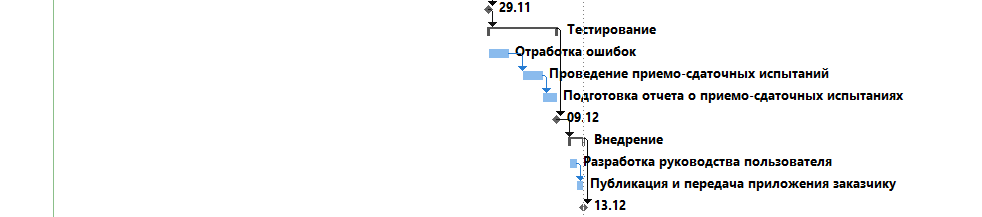 29.11
Тестирование
Отработка ошибок
Проведение приемо-сдаточных испытаний
Подготовка отчета о приемо-сдаточных испытаниях
09.12
Внедрение
Разработка руководства пользователя
Публикация и передача приложения заказчику
13.12